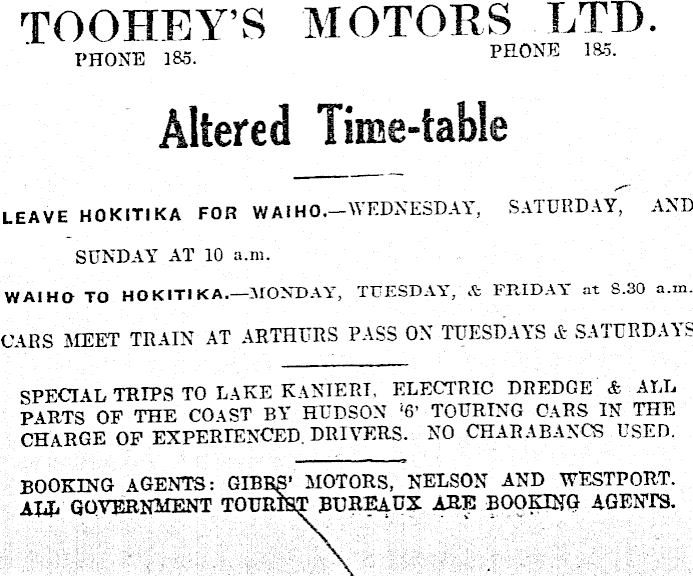 TOOHEY'S MOTORS LTD.
PHONE 185. PHONE 185.
Altered Time-table
LEAVE HOKITIKA FOR WAIHO.—WEDNESDAY, SATURDAY, AND
SUNDAY AT 10 a.m.
WAIHO TO HOKITIKA.—MONDAY, TUESDAY, & FRIDAY at 8.30 a.m.
CARS MEET TRAIN AT ARTHURS PASS ON TUESDAYS & SATURDAYS
SPECIAL TRIPS TO LAKE KANIERI, ELECTRIC DREDGE & ALL
PARTS OF THE COAST BY HUDSON '6' TOURING CARS IN THE
CHARGE OF EXPERIENCED DRIVERS. NO CHARABANCS USED.
BOOKING AGENTS: GIBBS' MOTORS, NELSON AND WESTPORT.
ALL GOVERNMENT TOURIST BUREAUX ARE BOOKING AGENTS.